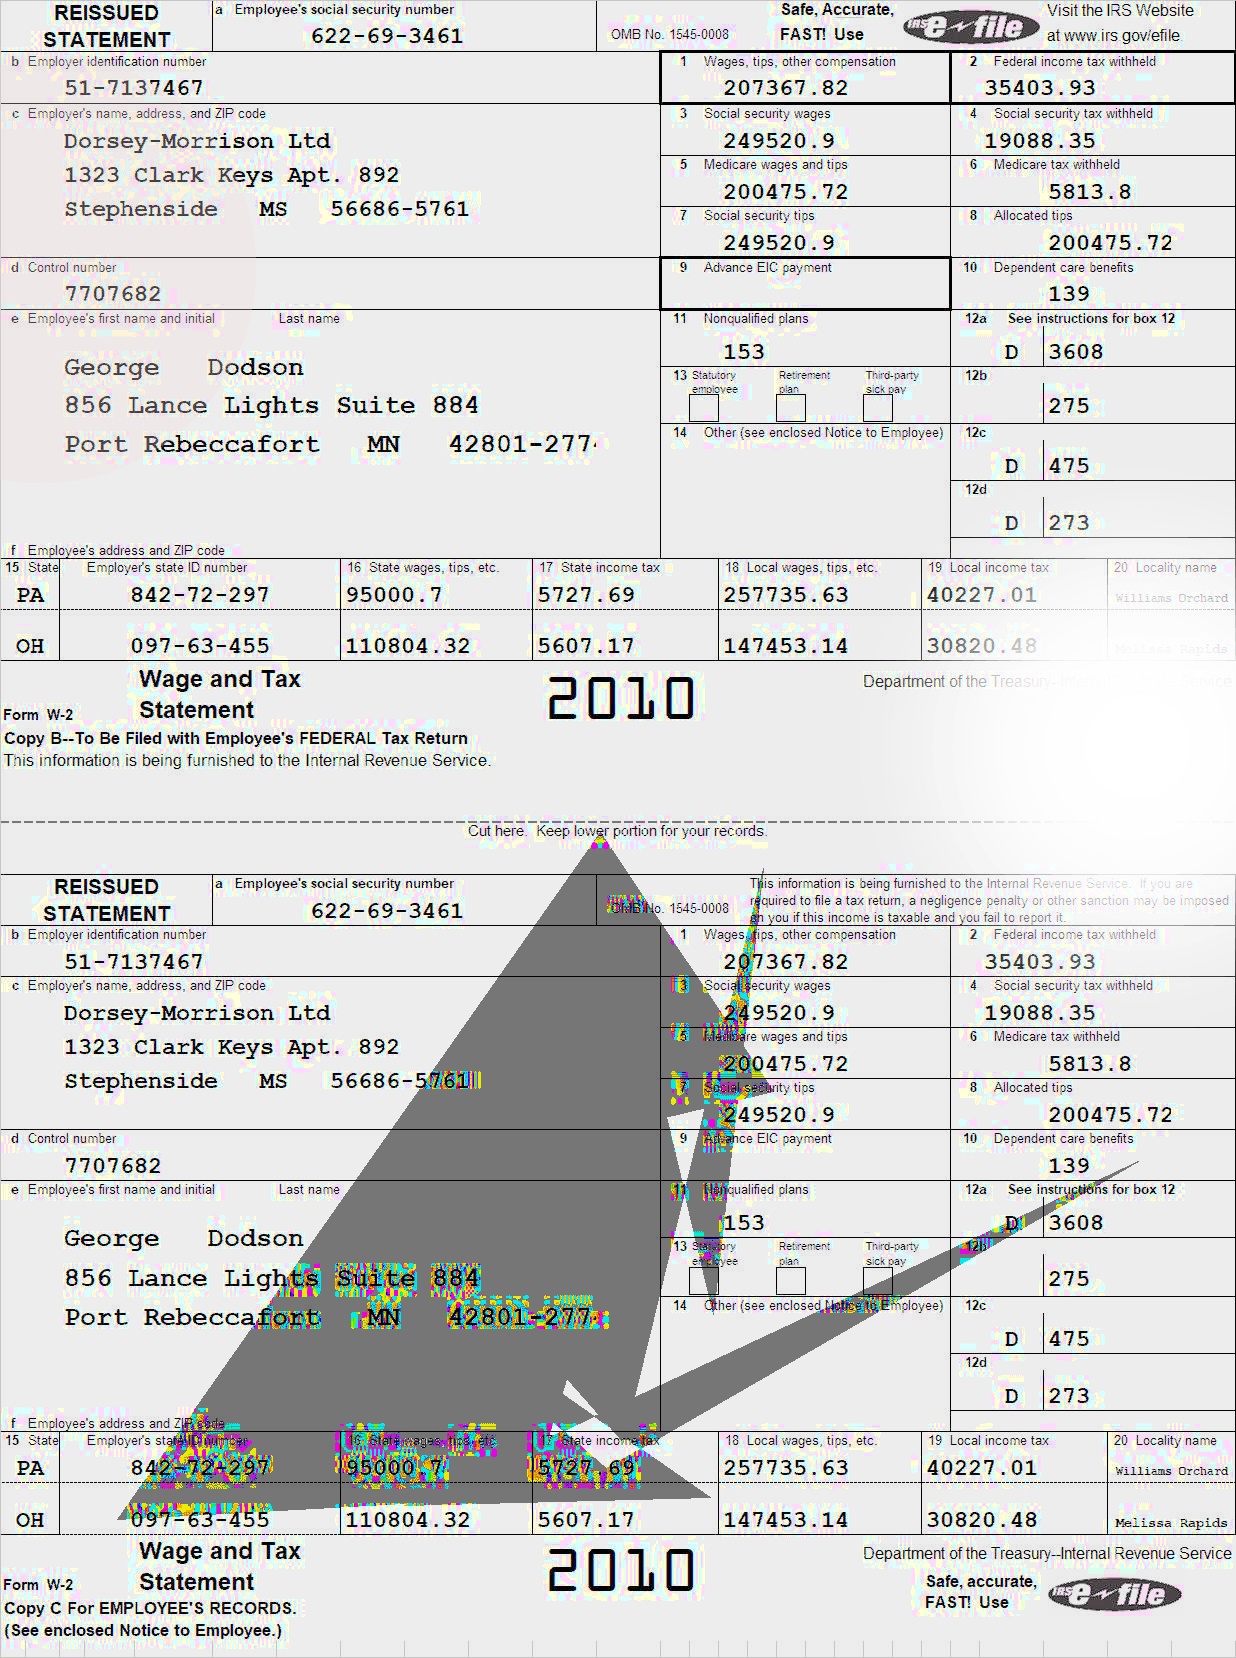 REISSUED STATEMENT
a Employee's social security number
622-69-3461
OMB No. 1545-0008
Safe, Accurate, FAST! Use
IRS e-file
Visit the IRS Website at www.irs.gov/efile
b Employer identification number
51-7137467
1 Wages, tips, other compensation
207367.82
2 Federal income tax withheld
35403.93
c Employer's name, address, and ZIP code
Dorsey-Morrison Ltd
1323 Clark Keys Apt. 892
Stephenside MS 56686-5761
3 Social security wages
249520.9
4 Social security tax withheld
19088.35
5 Medicare wages and tips
200475.72
6 Medicare tax withheld
5813.8
7 Social security tips
249520.9
8 Allocated tips
200475.72
d Control number
7707682
9 Advance EIC payment
10 Dependent care benefits
139
e Employee's first name and initial Last name
George Dodson
856 Lance Lights Suite 884
Port Rebeccafort MN 42801-277
11 Nonqualified plans
153
12a See instructions for box 12
D 3608
13 Statutory employee Retirement plan Third-party sick pay
12b
275
14 Other (see enclosed Notice to Employee)
12c
D 475
12d
D 273
f Employee's address and ZIP code
15 State Employer's state ID number 16 State wages, tips, etc. 17 State income tax 18 Local wages, tips, etc. 19 Local income tax 20 Locality name
PA 842-72-297 95000.7 5727.69 257735.63 40227.01 Williams Orchard
OH 097-63-455 110804.32 5607.17 147453.14 30820.48 Melissa Rapids
Form W-2 Wage and Tax Statement
2010
Department of the Treasury--Internal Revenue Service
Copy B--To Be Filed with Employee's FEDERAL Tax Return
This information is being furnished to the Internal Revenue Service.
Cut here. Keep lower portion for your records.
REISSUED STATEMENT
a Employee's social security number
622-69-3461
OMB No. 1545-0008
This information is being furnished to the Internal Revenue Service. If you are
required to file a tax return, a negligence penalty or other sanction may be imposed
on you if this income is taxable and you fail to report it.
b Employer identification number
51-7137467
1 Wages, tips, other compensation
207367.82
2 Federal income tax withheld
35403.93
c Employer's name, address, and ZIP code
Dorsey-Morrison Ltd
1323 Clark Keys Apt. 892
Stephenside MS 56686-5761
3 Social security wages
249520.9
4 Social security tax withheld
19088.35
5 Medicare wages and tips
200475.72
6 Medicare tax withheld
5813.8
7 Social security tips
249520.9
8 Allocated tips
200475.72
d Control number
7707682
9 Advance EIC payment
10 Dependent care benefits
139
e Employee's first name and initial Last name
George Dodson
856 Lance Lights Suite 884
Port Rebeccafort MN 42801-277
11 Nonqualified plans
153
12a See instructions for box 12
D 3608
13 Statutory employee Retirement plan Third-party sick pay
12b
275
14 Other (see enclosed Notice to Employee)
12c
D 475
12d
D 273
f Employee's address and ZIP code
15 State Employer's state ID number 16 State wages, tips, etc. 17 State income tax 18 Local wages, tips, etc. 19 Local income tax 20 Locality name
PA 842-72-297 95000.7 5727.69 257735.63 40227.01 Williams Orchard
OH 097-63-455 110804.32 5607.17 147453.14 30820.48 Melissa Rapids
Form W-2 Wage and Tax Statement
2010
Department of the Treasury--Internal Revenue Service
Safe, accurate, FAST! Use
IRS e-file
Copy C For EMPLOYEE'S RECORDS.
(See enclosed Notice to Employee.)